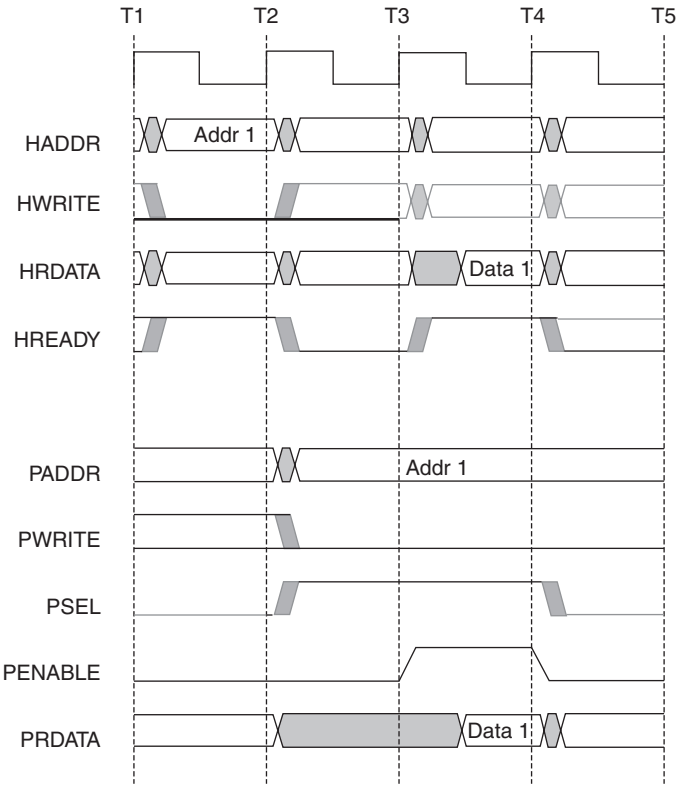 T1 T2 T3 T4 T5
HADDR Addr 1
HWRITE
HRDATA Data 1
HREADY
PADDR Addr 1
PWRITE
PSEL
PENABLE
PRDATA Data 1